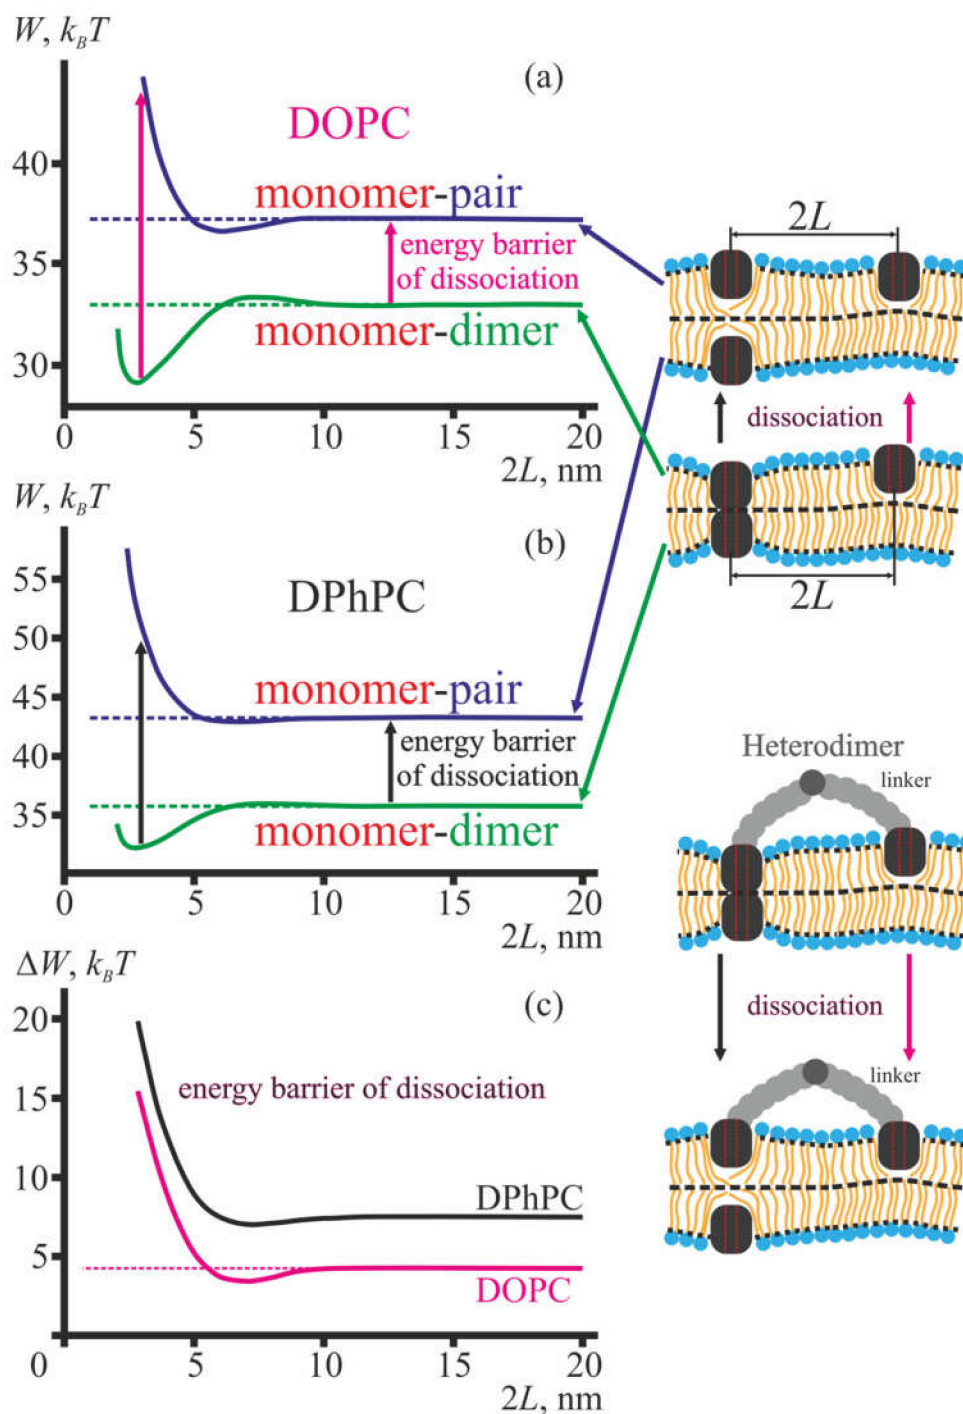 W, k_BT
(a)
DOPC
40
monomer-pair
35
energy barrier
of dissociation
monomer-dimer
30
0 5 10 15 20
2L, nm
2L
dissociation
2L
W, k_BT
(b)
55
DPhPC
50
45
monomer-pair
40
energy barrier
of dissociation
35
monomer-dimer
0 5 10 15 20
2L, nm
Heterodimer
linker
dissociation
linker
ΔW, k_BT
(c)
20
energy barrier of dissociation
15
10
DPhPC
5
DOPC
0 5 10 15 20
2L, nm